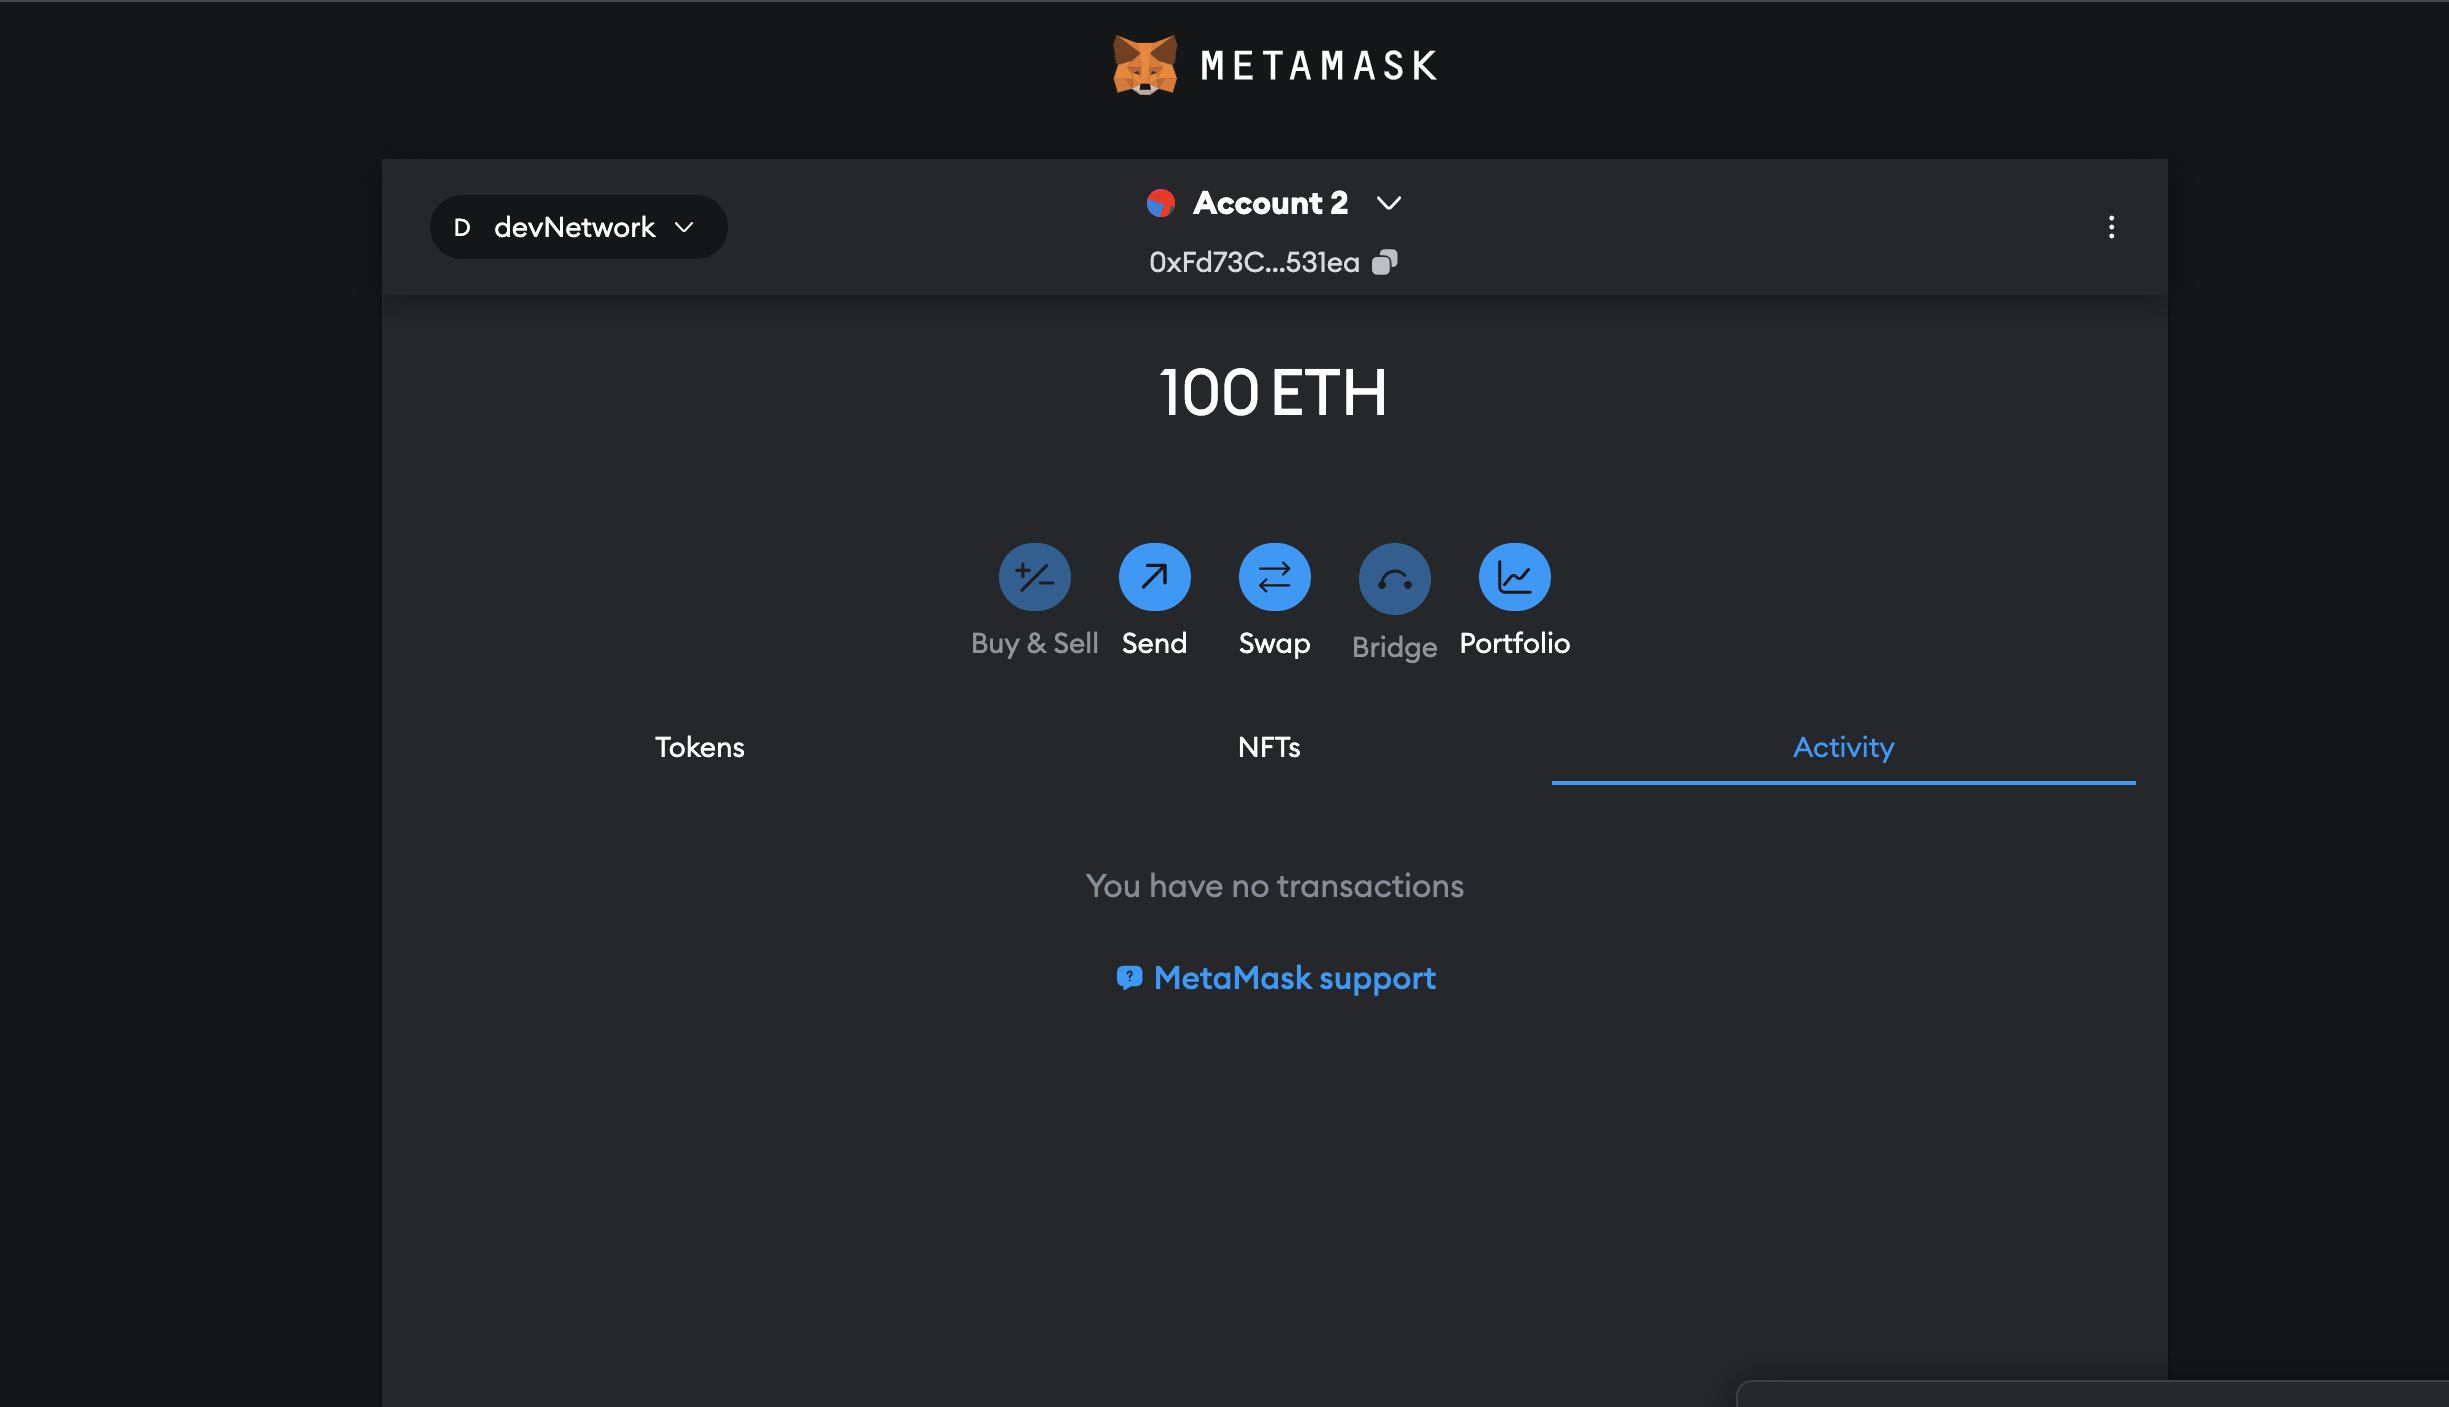 METAMASK
D devNetwork
Account 2
0xFd73C...531ea
100 ETH
Buy & Sell Send Swap Bridge Portfolio
Tokens NFTs Activity
You have no transactions
MetaMask support